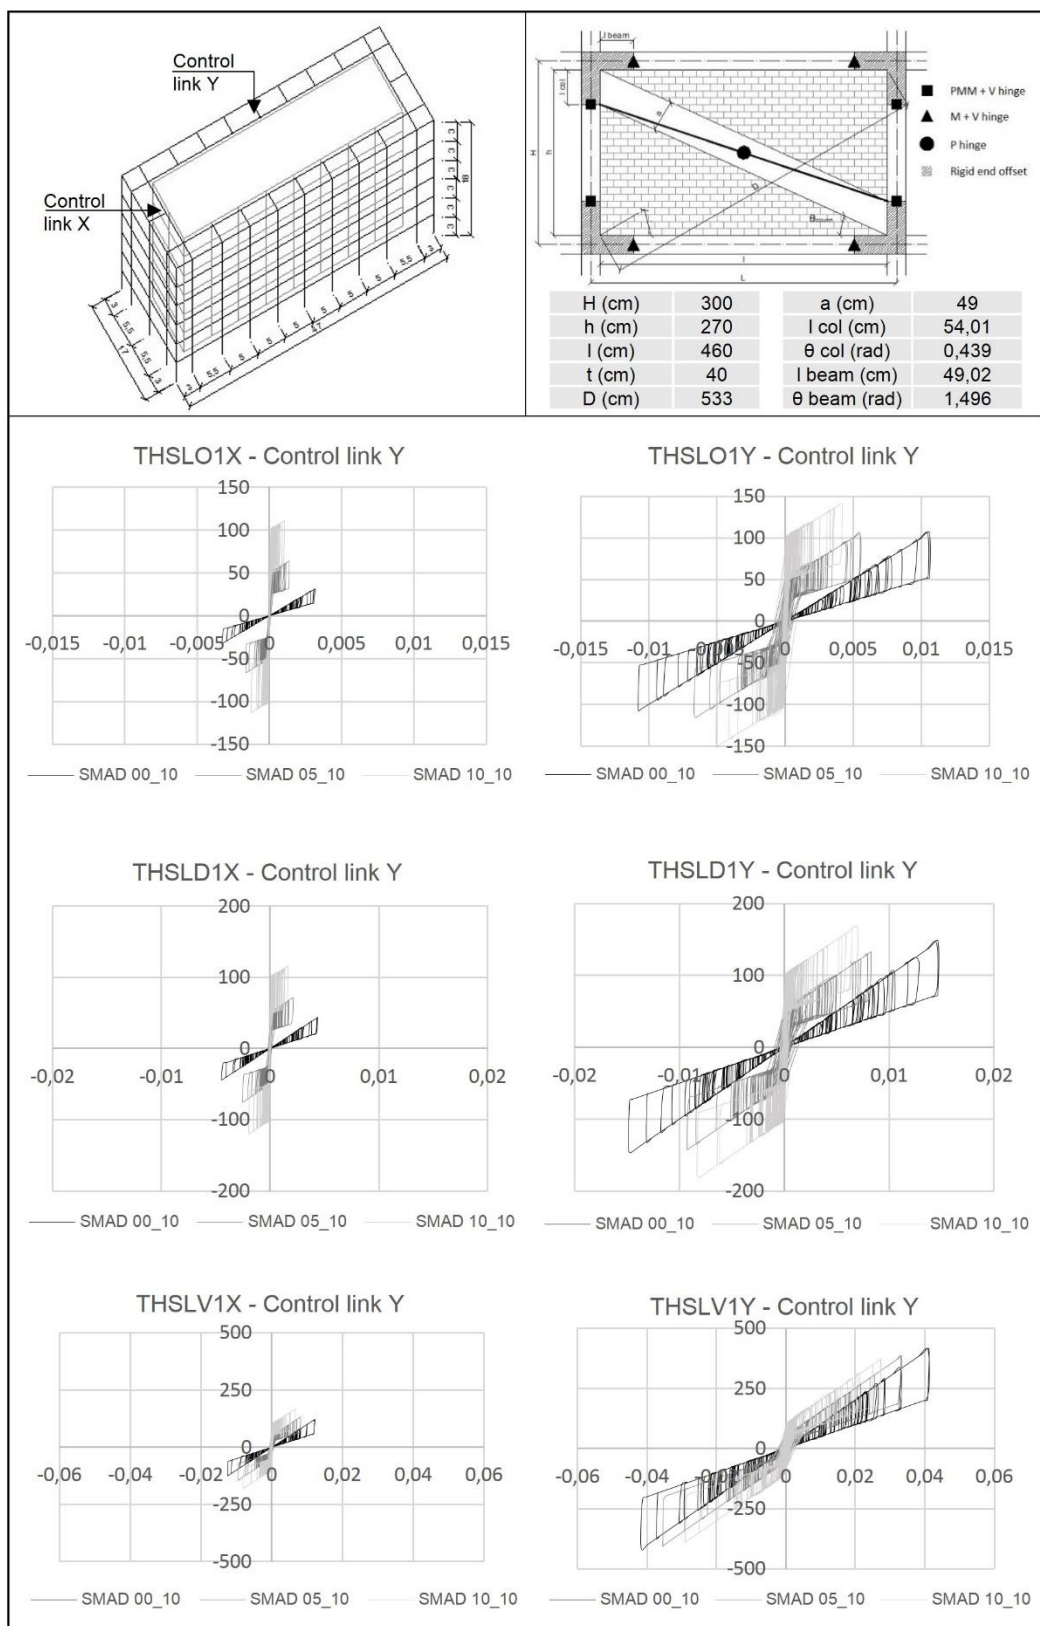 Control
link Y
Control
link X
3
3
3
3
3
3
18
3
5,5
5,5
3
17
3
5,5
5
5
5
5
5
5,5
3
47
l beam
l col
H
h
a
D
l
L
PMM + V hinge
M + V hinge
P hinge
Rigid end offset
H (cm) 300 a (cm) 49
h (cm) 270 l col (cm) 54,01
l (cm) 460 θ col (rad) 0,439
t (cm) 40 l beam (cm) 49,02
D (cm) 533 θ beam (rad) 1,496
THSLO1X - Control link Y
150
100
50
0
-0,015 -0,01 -0,005 0 0,005 0,01 0,015
-50
-100
-150
SMAD 00_10 SMAD 05_10 SMAD 10_10
THSLO1Y - Control link Y
150
100
50
0
-0,015 -0,01 -0,005 0 0,005 0,01 0,015
-50
-100
-150
SMAD 00_10 SMAD 05_10 SMAD 10_10
THSLD1X - Control link Y
200
100
0
-0,02 -0,01 0 0,01 0,02
-100
-200
SMAD 00_10 SMAD 05_10 SMAD 10_10
THSLD1Y - Control link Y
200
100
0
-0,02 -0,01 0 0,01 0,02
-100
-200
SMAD 00_10 SMAD 05_10 SMAD 10_10
THSLV1X - Control link Y
500
250
0
-0,06 -0,04 -0,02 0 0,02 0,04 0,06
-250
-500
SMAD 00_10 SMAD 05_10 SMAD 10_10
THSLV1Y - Control link Y
500
250
0
-0,06 -0,04 -0,02 0 0,02 0,04 0,06
-250
-500
SMAD 00_10 SMAD 05_10 SMAD 10_10